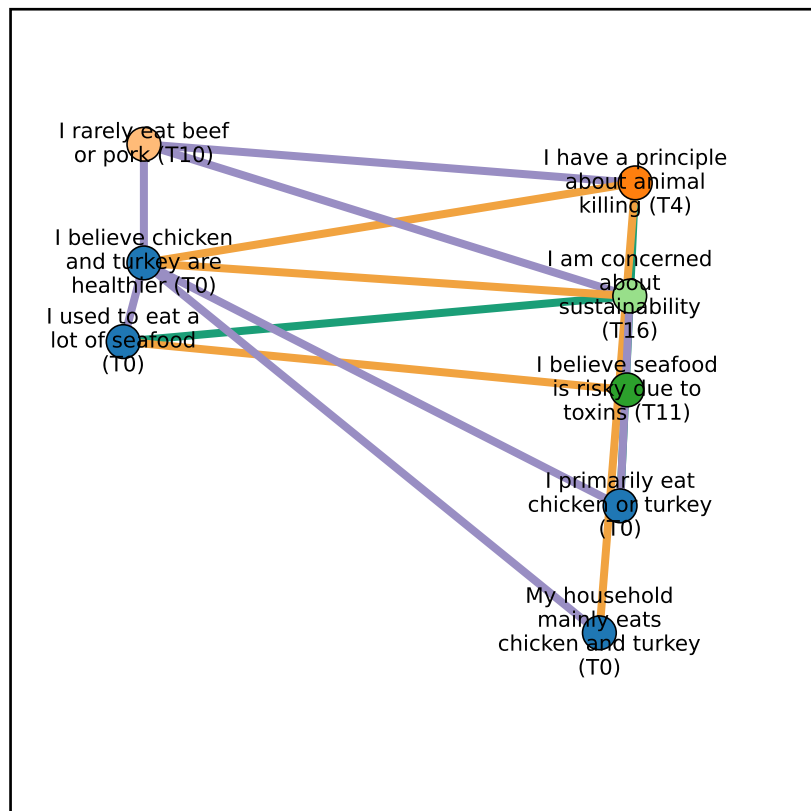 I rarely eat beef
or pork (T10)
I have a principle
about animal
killing (T4)
I believe chicken
and turkey are
healthier (T0)
I am concerned
about
sustainability
(T16)
I used to eat a
lot of seafood
(T0)
I believe seafood
is risky due to
toxins (T11)
I primarily eat
chicken or turkey
(T0)
My household
mainly eats
chicken and turkey
(T0)